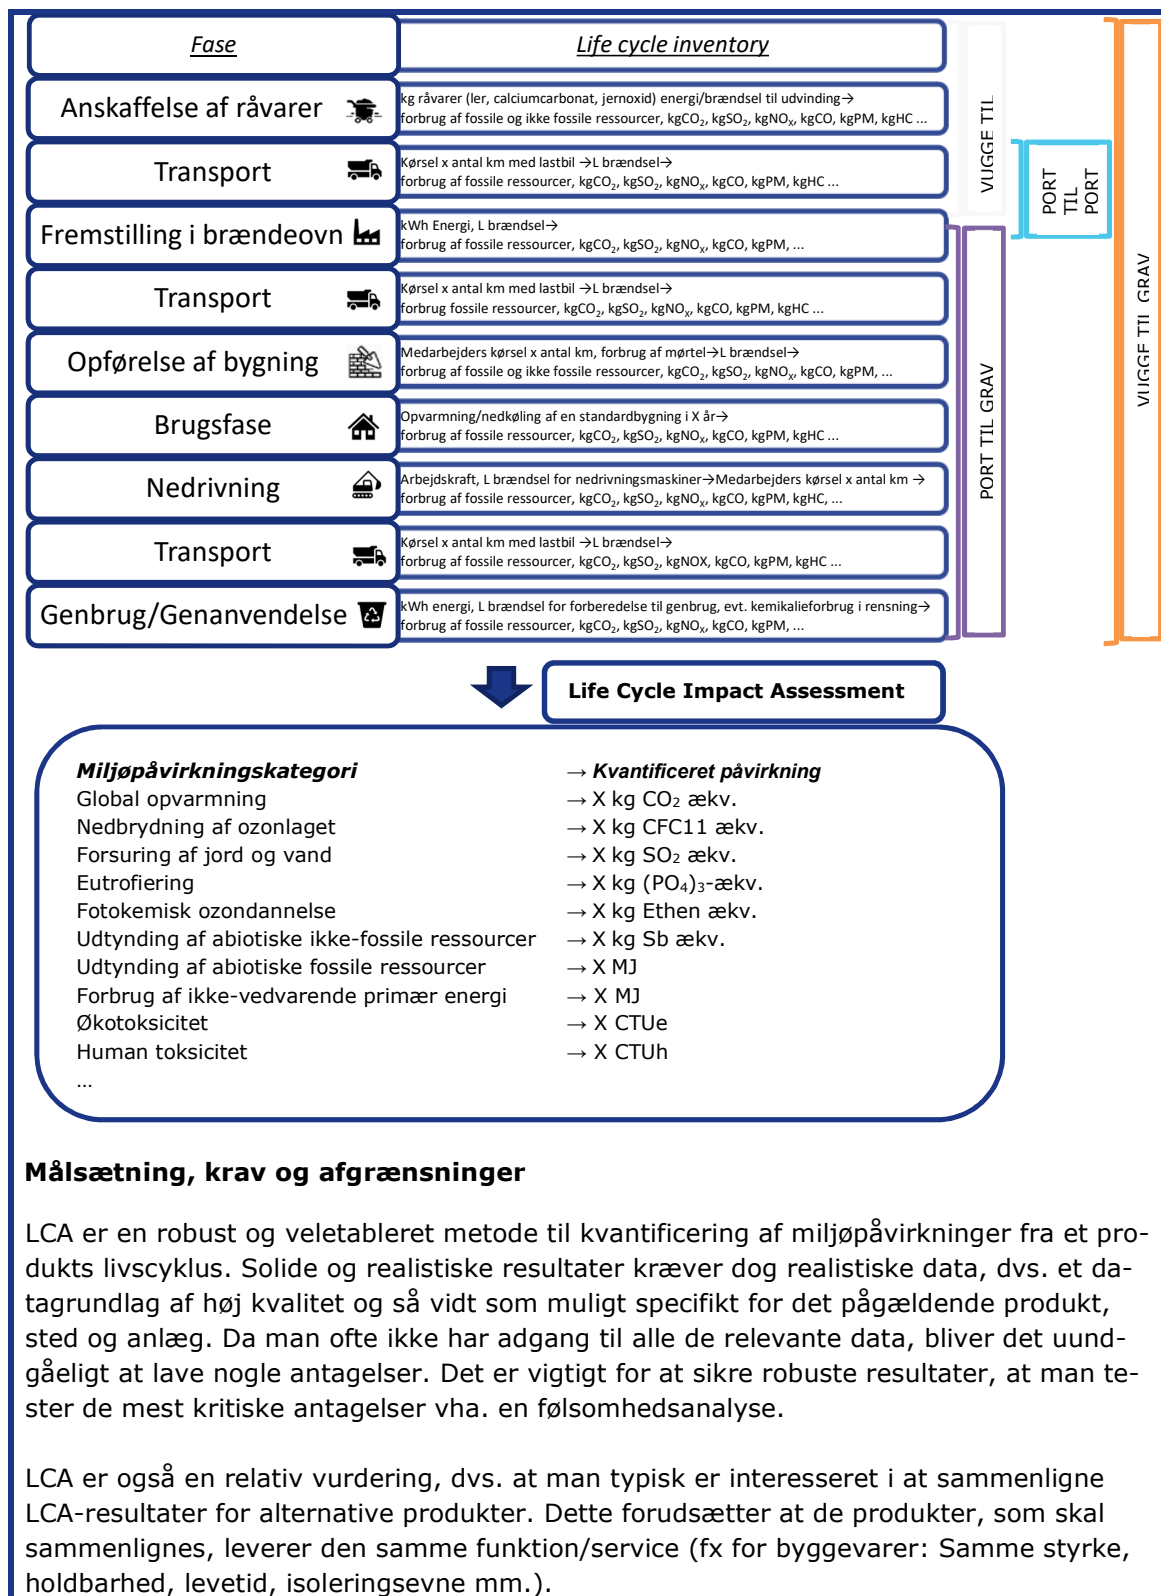 Fase
Life cycle inventory
Anskaffelse af råvarer
kg råvarer (ler, calciumcarbonat, jernoxid) energi/brændsel til udvinding→
forbrug af fossile og ikke fossile ressourcer, kgCO₂, kgSO₂, kgNOₓ, kgCO, kgPM, kgHC ...
Transport
Kørsel x antal km med lastbil →L brændsel→
forbrug af fossile ressourcer, kgCO₂, kgSO₂, kgNOₓ, kgCO, kgPM, kgHC ...
Fremstilling i brændeovn
kWh Energi, L brændsel→
forbrug af fossile ressourcer, kgCO₂, kgSO₂, kgNOₓ, kgCO, kgPM, ...
Transport
Kørsel x antal km med lastbil →L brændsel→
forbrug fossile ressourcer, kgCO₂, kgSO₂, kgNOₓ, kgCO, kgPM, kgHC ...
Opførelse af bygning
Medarbejders kørsel x antal km, forbrug af mørtel→L brændsel→
forbrug af fossile og ikke fossile ressourcer, kgCO₂, kgSO₂, kgNOₓ, kgCO, kgPM, ...
Brugsfase
Opvarmning/nedkøling af en standardbygning i X år→
forbrug af fossile ressourcer, kgCO₂, kgSO₂, kgNOₓ, kgCO, kgPM, kgHC ...
Nedrivning
Arbejdskraft, L brændsel for nedrivningsmaskiner→Medarbejders kørsel x antal km →
forbrug af fossile ressourcer, kgCO₂, kgSO₂, kgNOₓ, kgCO, kgPM, kgHC, ...
Transport
Kørsel x antal km med lastbil →L brændsel→
forbrug af fossile ressourcer, kgCO₂, kgSO₂, kgNOX, kgCO, kgPM, kgHC ...
Genbrug/Genanvendelse
kWh energi, L brændsel for forberedelse til genbrug, evt. kemikalieforbrug i rensning→
forbrug af fossile ressourcer, kgCO₂, kgSO₂, kgNOₓ, kgCO, kgPM, ...
VUGGE TIL
PORT
TIL
PORT
PORT TIL GRAV
VUGGE TIL GRAV
Life Cycle Impact Assessment
Miljøpåvirkningskategori → Kvantificeret påvirkning
Global opvarmning → X kg CO₂ ækv.
Nedbrydning af ozonlaget → X kg CFC11 ækv.
Forsuring af jord og vand → X kg SO₂ ækv.
Eutrofiering → X kg (PO₄)₃-ækv.
Fotokemisk ozondannelse → X kg Ethen ækv.
Udtynding af abiotiske ikke-fossile ressourcer → X kg Sb ækv.
Udtynding af abiotiske fossile ressourcer → X MJ
Forbrug af ikke-vedvarende primær energi → X MJ
Økotoksicitet → X CTUe
Human toksicitet → X CTUh
...
Målsætning, krav og afgrænsninger
LCA er en robust og veletableret metode til kvantificering af miljøpåvirkninger fra et pro-
dukts livscyklus. Solide og realistiske resultater kræver dog realistiske data, dvs. et da-
tagrundlag af høj kvalitet og så vidt som muligt specifikt for det pågældende produkt,
sted og anlæg. Da man ofte ikke har adgang til alle de relevante data, bliver det uund-
gåeligt at lave nogle antagelser. Det er vigtigt for at sikre robuste resultater, at man te-
ster de mest kritiske antagelser vha. en følsomhedsanalyse.
LCA er også en relativ vurdering, dvs. at man typisk er interesseret i at sammenligne
LCA-resultater for alternative produkter. Dette forudsætter at de produkter, som skal
sammenlignes, leverer den samme funktion/service (fx for byggevarer: Samme styrke,
holdbarhed, levetid, isoleringsevne mm.).